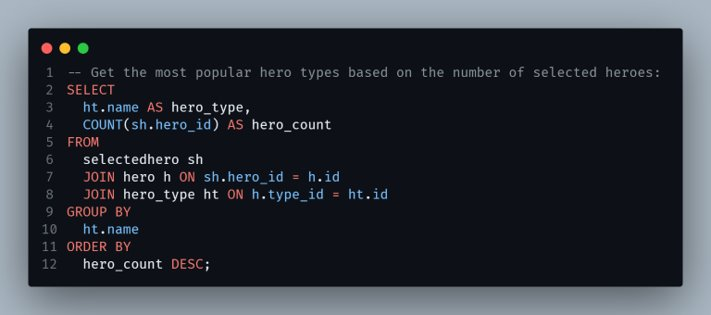 1 -- Get the most popular hero types based on the number of selected heroes:
2 SELECT
3   ht.name AS hero_type,
4   COUNT(sh.hero_id) AS hero_count
5 FROM
6   selectedhero sh
7   JOIN hero h ON sh.hero_id = h.id
8   JOIN hero_type ht ON h.type_id = ht.id
9 GROUP BY
10   ht.name
11 ORDER BY
12   hero_count DESC;